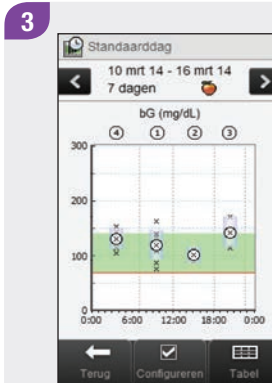 3
Standaarddag
10 mrt 14 - 16 mrt 14
7 dagen
bG (mg/dL)
4 1 2 3
300
200
100
0
0:00 6:00 12:00 18:00 0:00
Terug Configureren Tabel